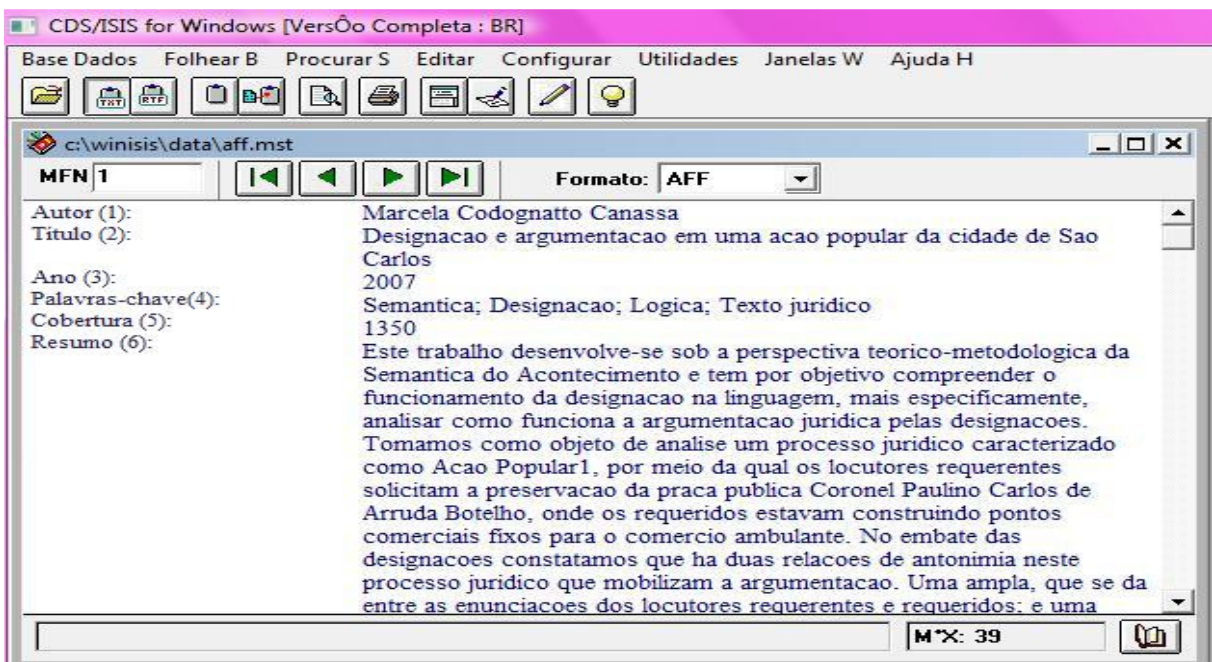 CDS/ISIS for Windows [VersÔo Completa : BR]
Base Dados Folhear B Procurar S Editar Configurar Utilidades Janelas W Ajuda H
TXT RTF
c:\winisis\data\aff.mst
MFN 1 Formato: AFF
Autor (1): Marcela Codognatto Canassa
Titulo (2): Designacao e argumentacao em uma acao popular da cidade de Sao
Carlos
Ano (3): 2007
Palavras-chave(4): Semantica; Designacao; Logica; Texto juridico
Cobertura (5): 1350
Resumo (6): Este trabalho desenvolve-se sob a perspectiva teorico-metodologica da
Semantica do Acontecimento e tem por objetivo compreender o
funcionamento da designacao na linguagem, mais especificamente,
analisar como funciona a argumentacao juridica pelas designacoes.
Tomamos como objeto de analise um processo juridico caracterizado
como Acao Popular1, por meio da qual os locutores requerentes
solicitam a preservacao da praca publica Coronel Paulino Carlos de
Arruda Botelho, onde os requeridos estavam construindo pontos
comerciais fixos para o comercio ambulante. No embate das
designacoes constatamos que ha duas relacoes de antonimia neste
processo juridico que mobilizam a argumentacao. Uma ampla, que se da
entre as enunciacoes dos locutores requerentes e requeridos; e uma
M*X: 39